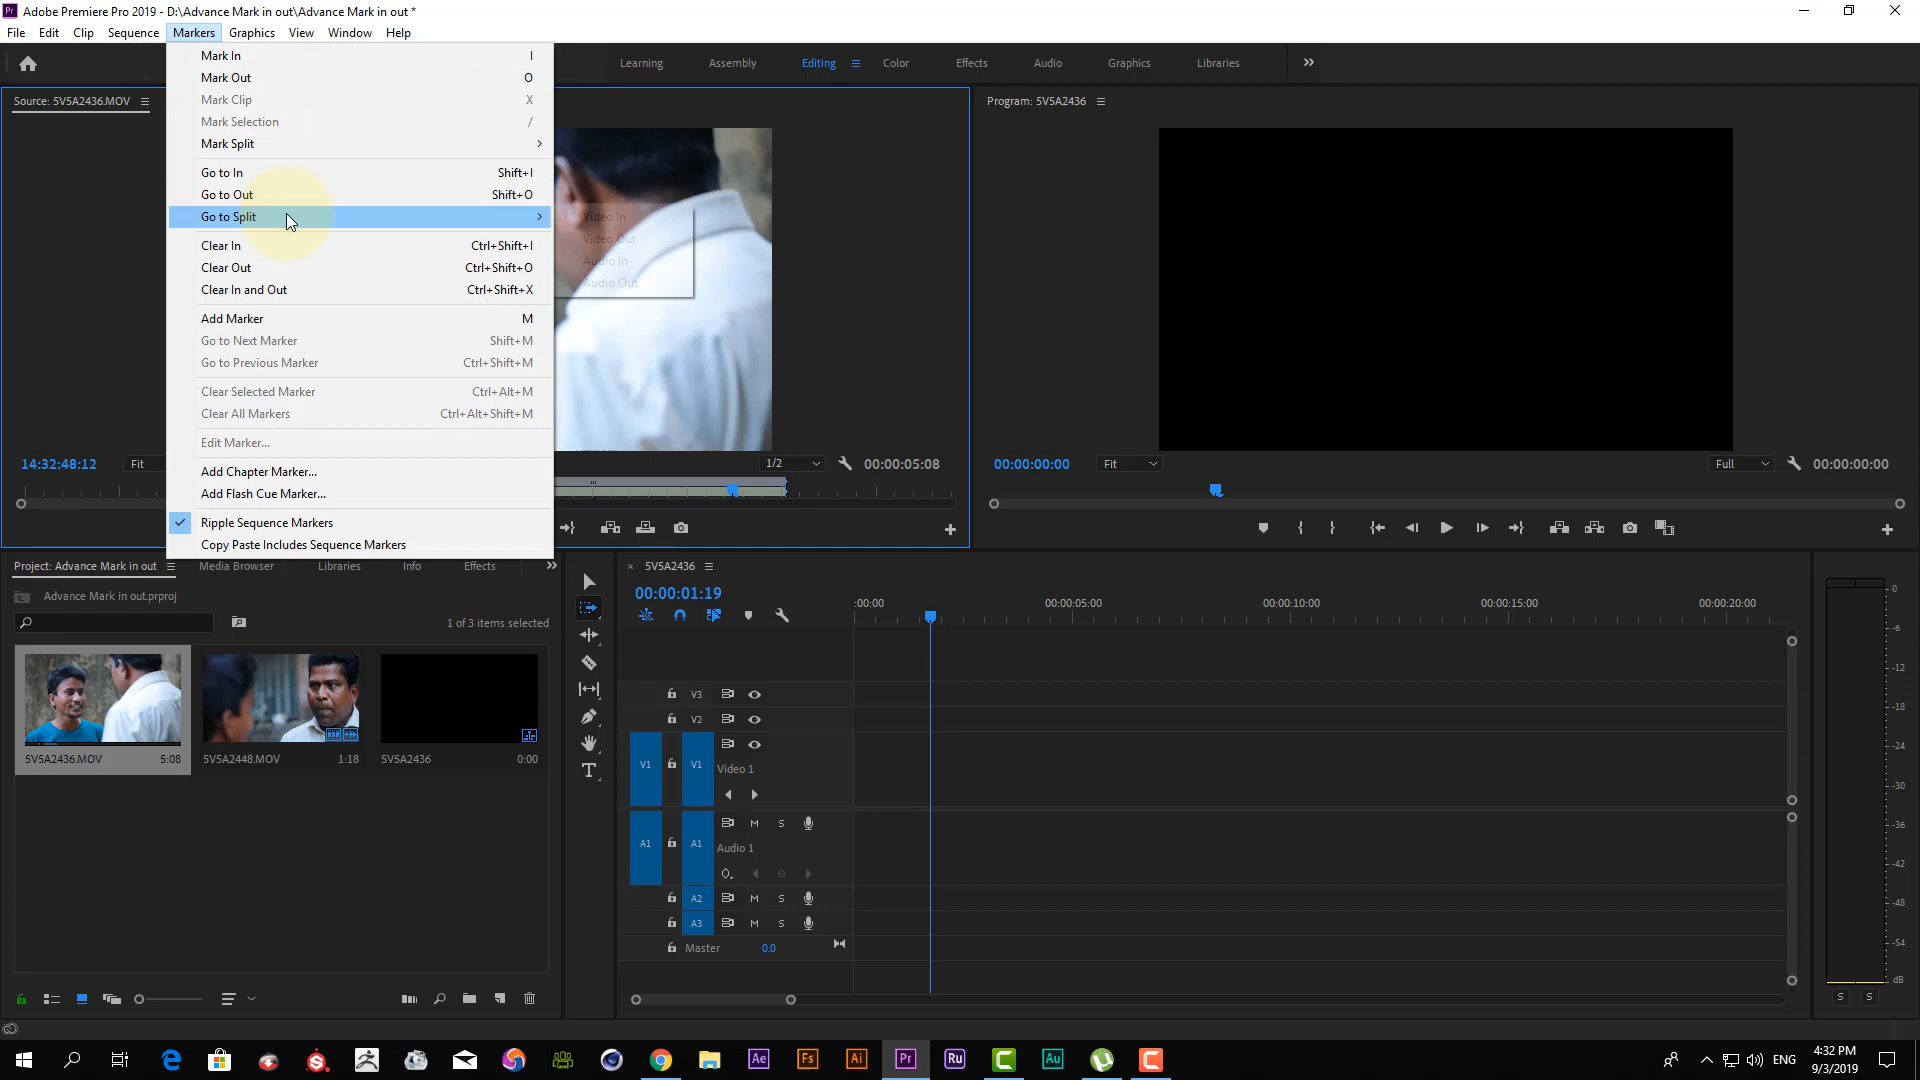 Pr Adobe Premiere Pro 2019 - D:\Advance Mark in out\Advance Mark in out *
File Edit Clip Sequence Markers Graphics View Window Help
Learning Assembly Editing Color Effects Audio Graphics Libraries
Mark In I
Mark Out O
Mark Clip X
Mark Selection /
Mark Split
Go to In Shift+I
Go to Out Shift+O
Go to Split
Video In
Video Out
Audio In
Audio Out
Clear In Ctrl+Shift+I
Clear Out Ctrl+Shift+O
Clear In and Out Ctrl+Shift+X
Add Marker M
Go to Next Marker Shift+M
Go to Previous Marker Ctrl+Shift+M
Clear Selected Marker Ctrl+Alt+M
Clear All Markers Ctrl+Alt+Shift+M
Edit Marker...
Add Chapter Marker...
Add Flash Cue Marker...
Ripple Sequence Markers
Copy Paste Includes Sequence Markers
Source: 5V5A2436.MOV
14:32:48:12 Fit 1/2 00:00:05:08
Program: 5V5A2436
00:00:00:00 Fit Full 00:00:00:00
Project: Advance Mark in out Media Browser Libraries Info Effects
Advance Mark in out.prproj
1 of 3 items selected
5V5A2436.MOV 5:08
5V5A2448.MOV 1:18
5V5A2436 0:00
5V5A2436
00:00:01:19
:00:00 00:00:05:00 00:00:10:00 00:00:15:00 00:00:20:00
V3
V2
V1 V1 Video 1
A1 A1 M S Audio 1
A2 M S
A3 M S
Master 0.0
0
-6
-12
-18
-24
-30
-36
-42
-48
-54
dB
S S
Ae Fs Ai Pr Ru Au
ENG
4:32 PM
9/3/2019